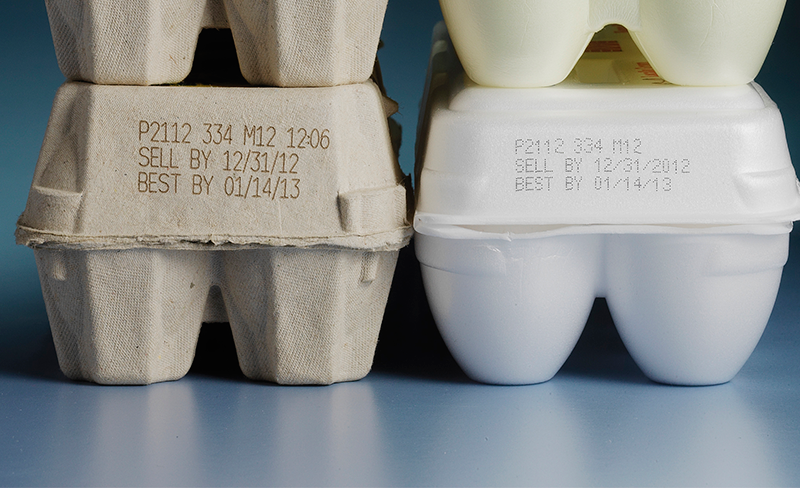 P2112 334 M12 12:06
SELL BY 12/31/12
BEST BY 01/14/13
P2112 334 M12
SELL BY 12/31/2012
BEST BY 01/14/13